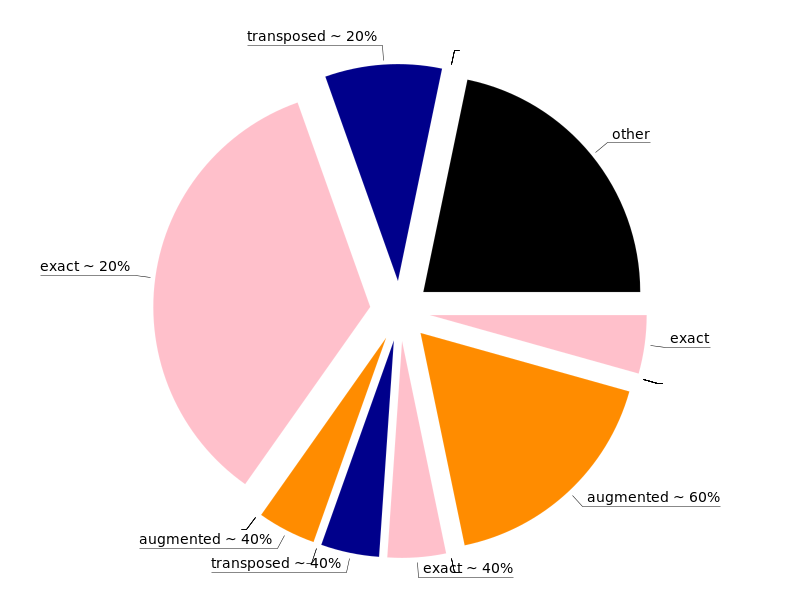 transposed ~ 20%
other
exact ~ 20%
exact
augmented ~ 60%
augmented ~ 40%
transposed ~ 40%
exact ~ 40%